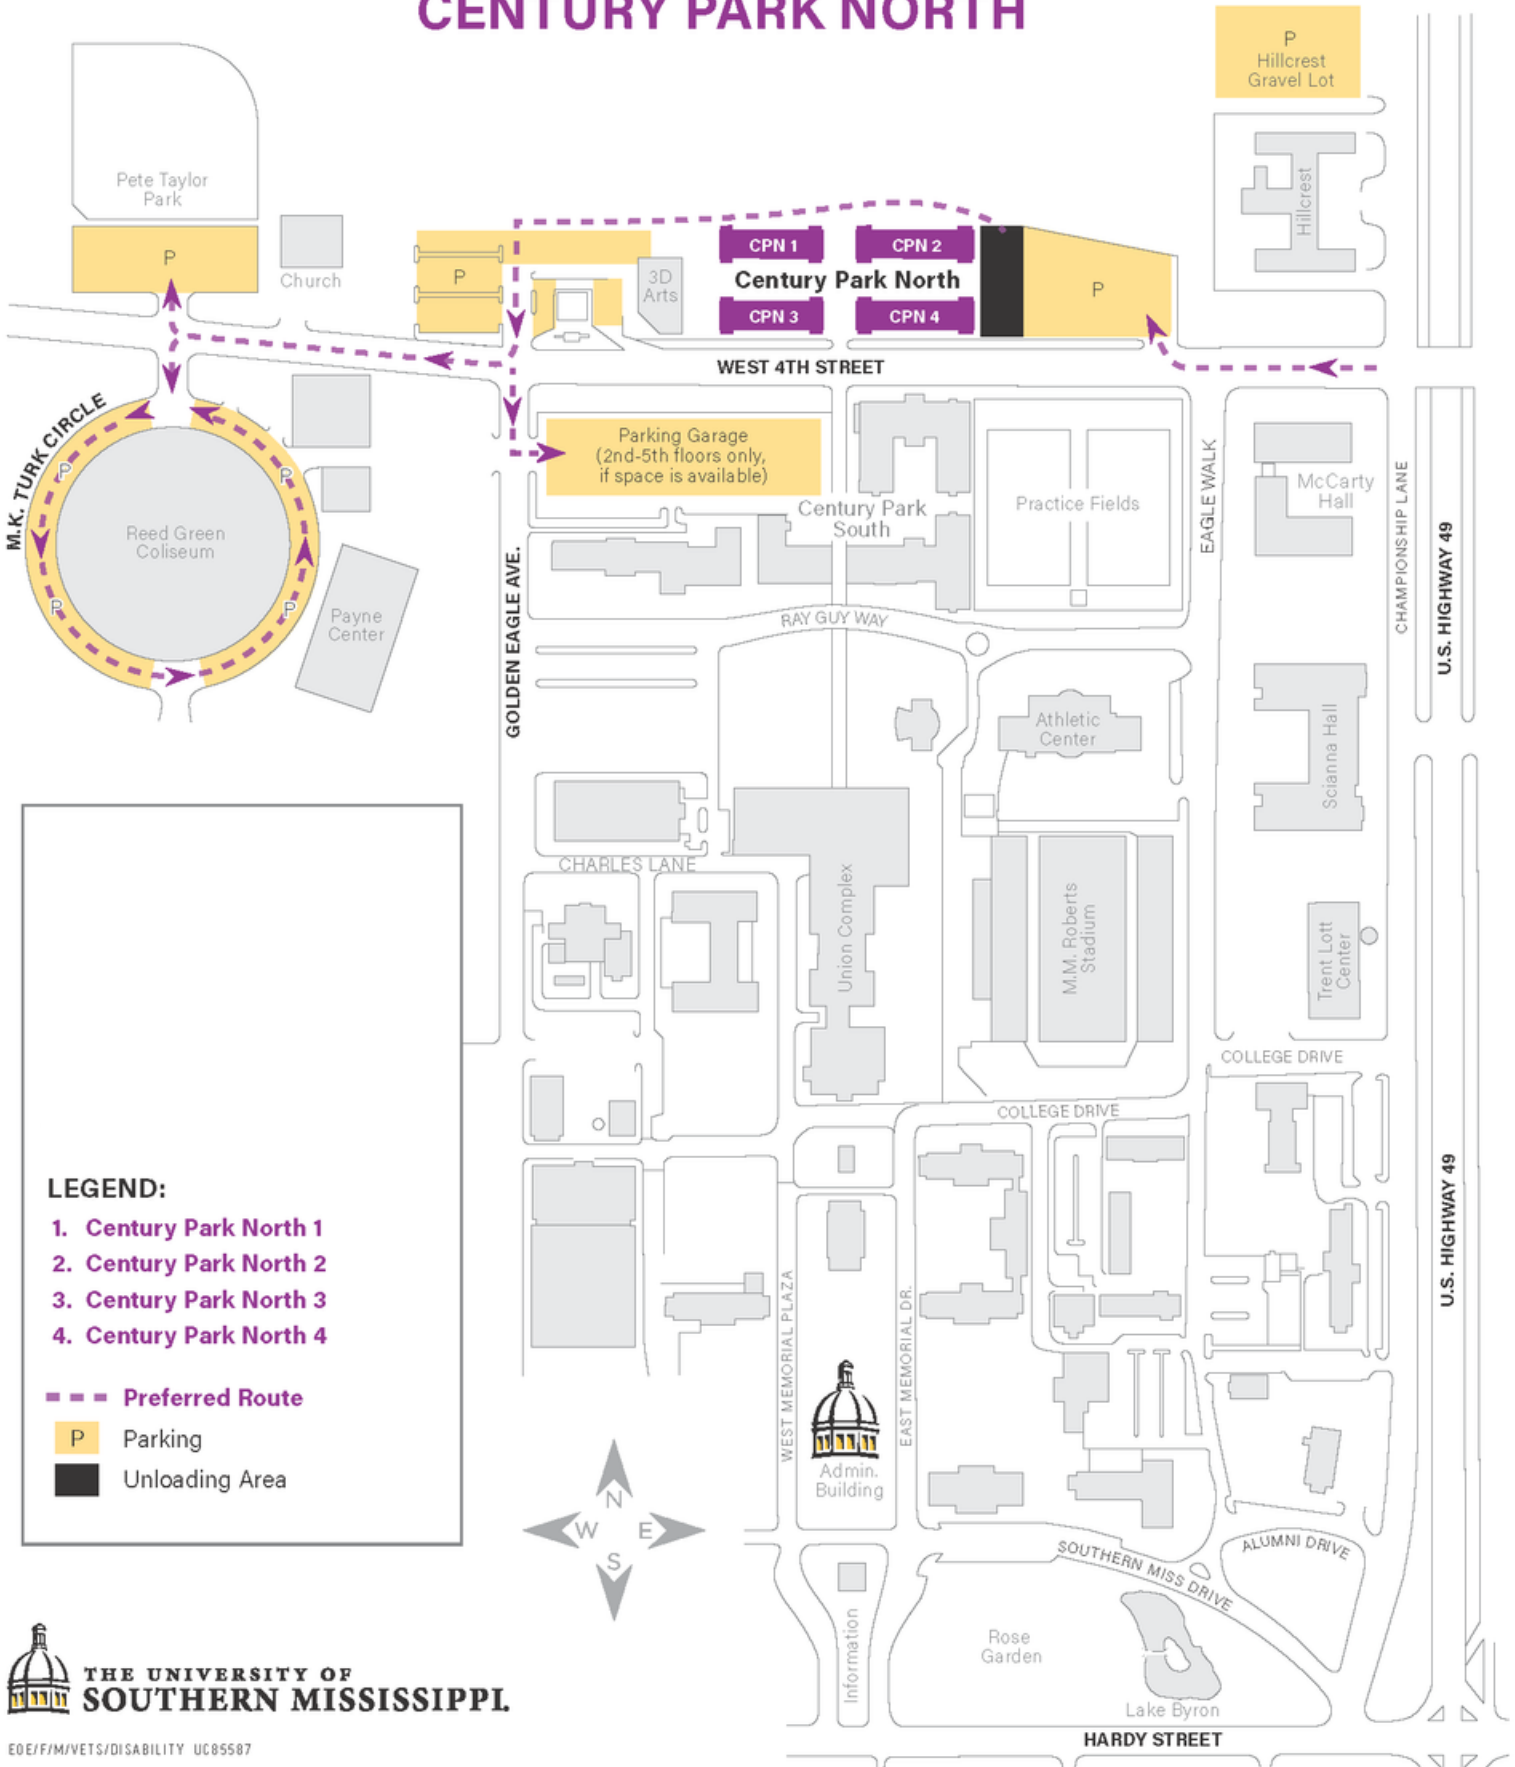 CENTURY PARK NORTH
P
Hillcrest
Gravel Lot
Pete Taylor
Park
P
Church
P
3D
Arts
CPN 1
CPN 2
Century Park North
CPN 3
CPN 4
P
Hillcrest
WEST 4TH STREET
M.K. TURK CIRCLE
P
P
P
P
Reed Green
Coliseum
Payne
Center
Parking Garage
(2nd-5th floors only,
if space is available)
Century Park
South
Practice Fields
EAGLE WALK
McCarty
Hall
CHAMPIONSHIP LANE
U.S. HIGHWAY 49
GOLDEN EAGLE AVE.
RAY GUY WAY
Athletic
Center
Scianna Hall
CHARLES LANE
Union Complex
M.M. Roberts
Stadium
Trent Lott
Center
COLLEGE DRIVE
COLLEGE DRIVE
U.S. HIGHWAY 49
LEGEND:
1. Century Park North 1
2. Century Park North 2
3. Century Park North 3
4. Century Park North 4
Preferred Route
P Parking
Unloading Area
WEST MEMORIAL PLAZA
EAST MEMORIAL DR.
Admin.
Building
N
W E
S
SOUTHERN MISS DRIVE
ALUMNI DRIVE
Information
Rose
Garden
Lake Byron
HARDY STREET
THE UNIVERSITY OF
SOUTHERN MISSISSIPPI.
EOE/F/M/VETS/DISABILITY UC85587